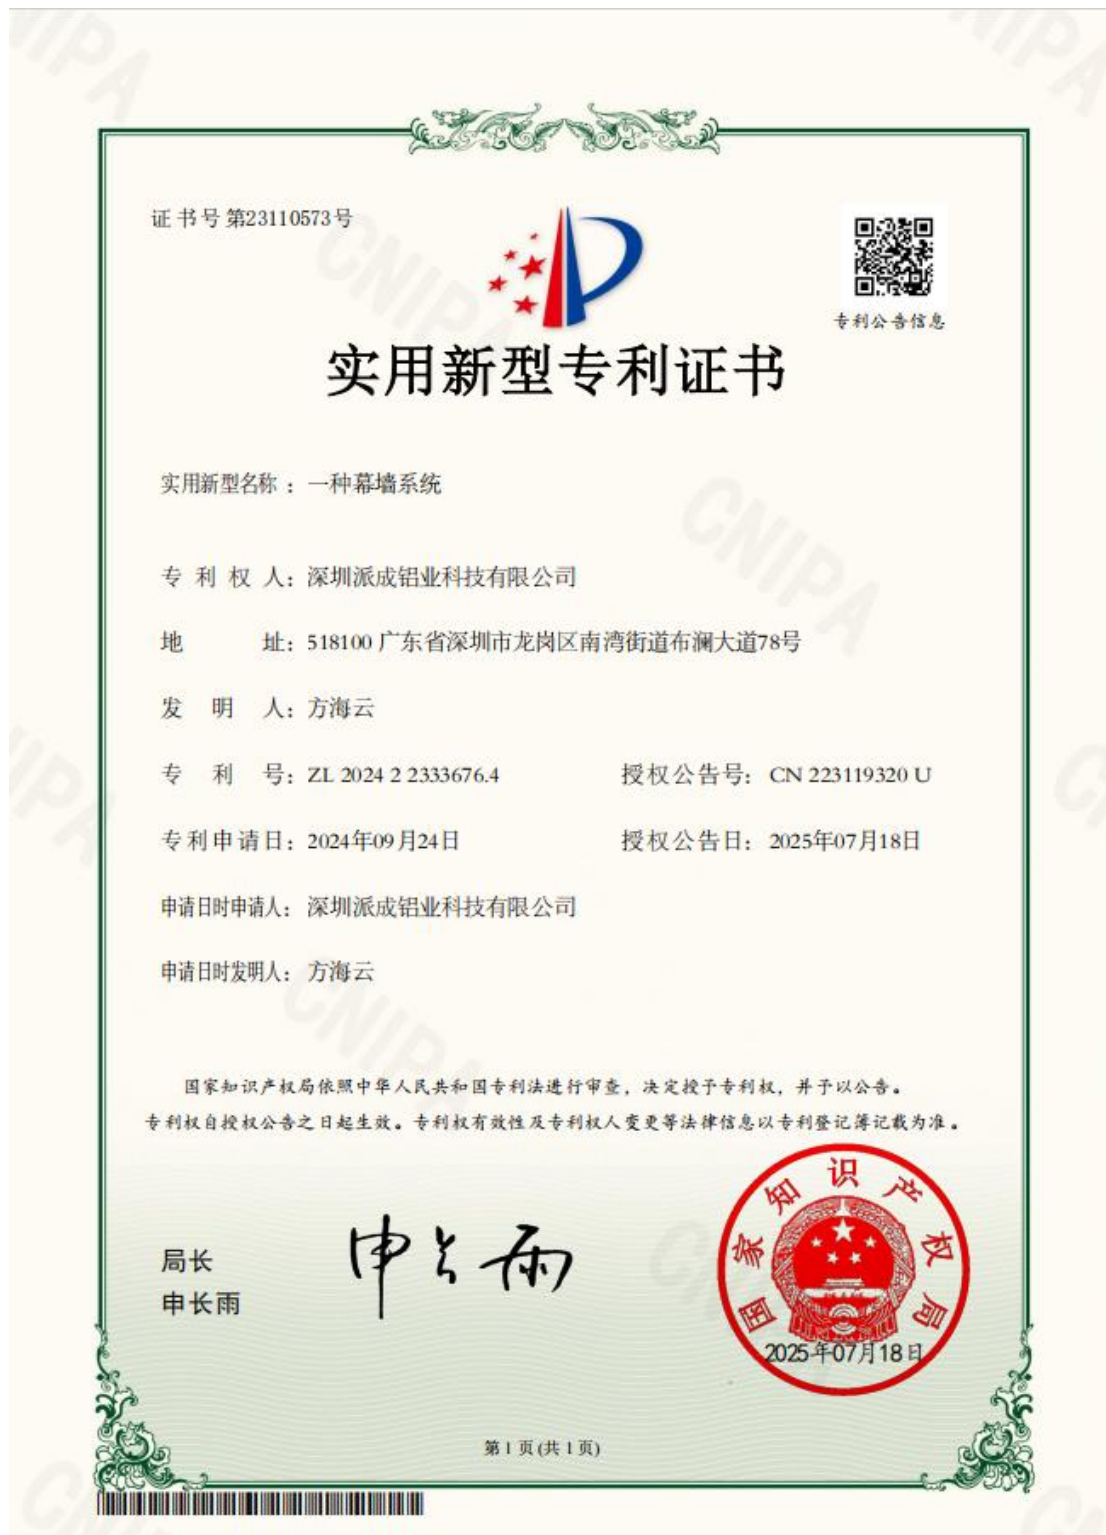 证书号第23110573号
专利公告信息
实用新型专利证书
实用新型名称：一种幕墙系统
专利权人：深圳派成铝业科技有限公司
地址：518100 广东省深圳市龙岗区南湾街道布澜大道78号
发明人：方海云
专利号：ZL 2024 2 2333676.4 授权公告号：CN 223119320 U
专利申请日：2024年09月24日 授权公告日：2025年07月18日
申请日时申请人：深圳派成铝业科技有限公司
申请日时发明人：方海云
国家知识产权局依照中华人民共和国专利法进行审查，决定授予专利权，并予以公告。
专利权自授权公告之日起生效。专利权有效性及专利权人变更等法律信息以专利登记簿记载为准。
局长
申长雨
申长雨
国家知识产权局
2025年07月18日
第1页(共1页)
CNIPA
CNIPA
CNIPA
CNIPA
CNIPA